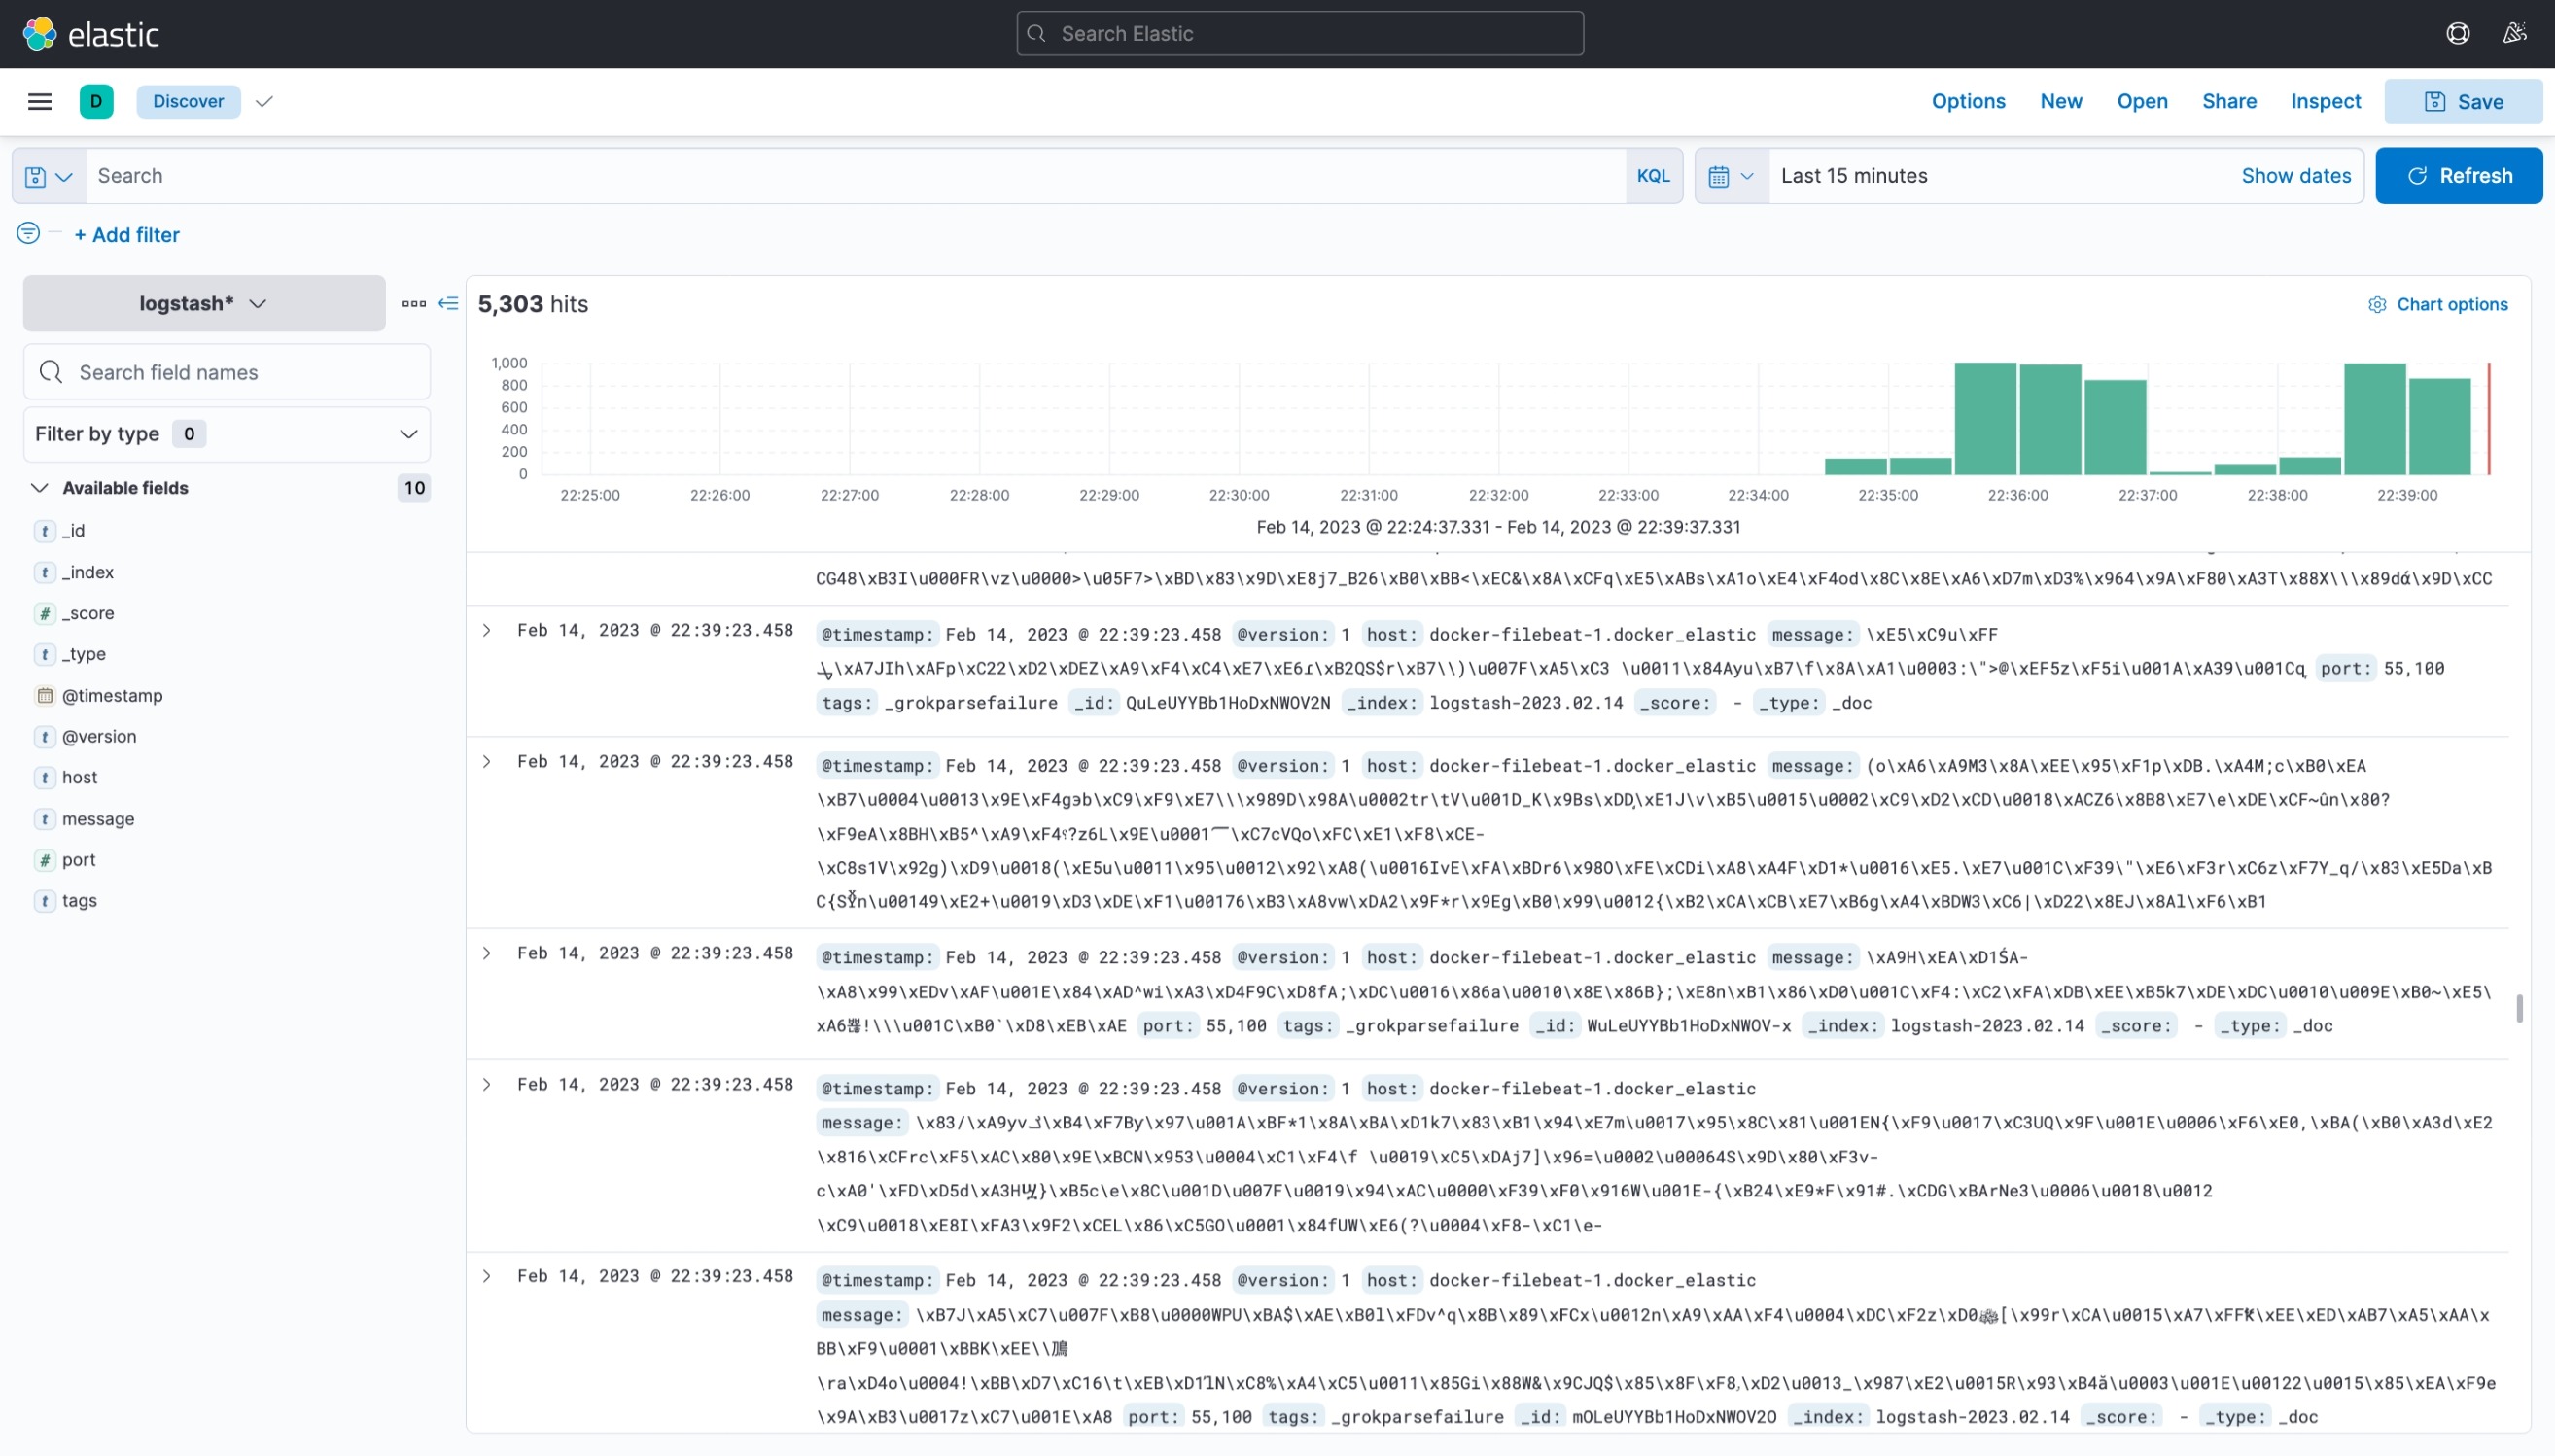 elastic
Search Elastic
D
Discover
Options
New
Open
Share
Inspect
Save
Search
KQL
Last 15 minutes
Show dates
Refresh
+ Add filter
logstash*
Search field names
Filter by type 0
Available fields 10
t _id
t _index
# _score
t _type
@timestamp
t @version
t host
t message
# port
t tags
5,303 hits
Chart options
1,000
800
600
400
200
0
22:25:00
22:26:00
22:27:00
22:28:00
22:29:00
22:30:00
22:31:00
22:32:00
22:33:00
22:34:00
22:35:00
22:36:00
22:37:00
22:38:00
22:39:00
Feb 14, 2023 @ 22:24:37.331 - Feb 14, 2023 @ 22:39:37.331
CG48\xB3I\u000FR\vz\u0000>\u05F7>\xBD\x83\x9D\xE8j7_B26\xB0\xBB<\xEC&\x8A\xCFq\xE5\xABs\xA1o\xE4\xF4od\x8C\x8E\xA6\xD7m\xD3%\x964\x9A\xF80\xA3T\x88X\\\x89dά\x9D\xCC
Feb 14, 2023 @ 22:39:23.458 @timestamp: Feb 14, 2023 @ 22:39:23.458 @version: 1 host: docker-filebeat-1.docker_elastic message: \xE5\xC9u\xFF
\xA7JIh\xAFp\xC22\xD2\xDEZ\xA9\xF4\xC4\xE7\xE6ɾ\xB2QS$r\xB7\\)\u007F\xA5\xC3 \u0011\x84Ayu\xB7\f\x8A\xA1\u0003:\">@\xEF5z\xF5i\u001A\xA39\u001Cq port: 55,100
tags: _grokparsefailure _id: QuLeUYYBb1HoDxNWOV2N _index: logstash-2023.02.14 _score: - _type: _doc
Feb 14, 2023 @ 22:39:23.458 @timestamp: Feb 14, 2023 @ 22:39:23.458 @version: 1 host: docker-filebeat-1.docker_elastic message: (o\xA6\xA9M3\x8A\xEE\x95\xF1p\xDB.\xA4M;c\xB0\xEA
\xB7\u0004\u0013\x9E\xF4gэb\xC9\xF9\xE7\\\x989D\x98A\u0002tr\tV\u001D_K\x9Bs\xDD\xE1J\v\xB5\u0015\u0002\xC9\xD2\xCD\u0018\xACZ6\x8B8\xE7\e\xDE\xCF~ûn\x80?
\xF9eA\x8BH\xB5^\xA9\xF4?z6L\x9E\u0001\xC7cVQo\xFC\xE1\xF8\xCE-
\xC8s1V\x92g)\xD9\u0018(\xE5u\u0011\x95\u0012\x92\xA8(\u0016IvE\xFA\xBDr6\x98O\xFE\xCDi\xA8\xA4F\xD1*\u0016\xE5.\xE7\u001C\xF39\"\xE6\xF3r\xC6z\xF7Y_q/\x83\xE5Da\xB
C{n\u00149\xE2+\u0019\xD3\xDE\xF1\u00176\xB3\xA8vw\xDA2\x9F*r\x9Eg\xB0\x99\u0012{\xB2\xCA\xCB\xE7\xB6g\xA4\xBDW3\xC6|\xD22\x8EJ\x8Al\xF6\xB1
Feb 14, 2023 @ 22:39:23.458 @timestamp: Feb 14, 2023 @ 22:39:23.458 @version: 1 host: docker-filebeat-1.docker_elastic message: \xA9H\xEA\xD1ŚA-
\xA8\x99\xEDv\xAF\u001E\x84\xAD^wi\xA3\xD4F9C\xD8fA;\xDC\u0016\x86a\u0010\x8E\x86B};\xE8n\xB1\x86\xD0\u001C\xF4:\xC2\xFA\xDB\xEE\xB5k7\xDE\xDC\u0010\u009E\xB0~\xE5\
xA6!\\\u001C\xB0`\xD8\xEB\xAE port: 55,100 tags: _grokparsefailure _id: WuLeUYYBb1HoDxNWOV-x _index: logstash-2023.02.14 _score: - _type: _doc
Feb 14, 2023 @ 22:39:23.458 @timestamp: Feb 14, 2023 @ 22:39:23.458 @version: 1 host: docker-filebeat-1.docker_elastic
message: \x83/\xA9yv\xB4\xF7By\x97\u001A\xBF*1\x8A\xBA\xD1k7\x83\xB1\x94\xE7m\u0017\x95\x8C\x81\u001EN{\xF9\u0017\xC3UQ\x9F\u001E\u0006\xF6\xE0,\xBA(\xB0\xA3d\xE2
\x816\xCFrc\xF5\xAC\x80\x9E\xBCN\x953\u0004\xC1\xF4\f \u0019\xC5\xDAj7]\x96=\u0002\u00064S\x9D\x80\xF3v-
c\xA0'\xFD\xD5d\xA3H}\xB5c\e\x8C\u001D\u007F\u0019\x94\xAC\u0000\xF39\xF0\x916W\u001E-{\xB24\xE9*F\x91#.\xCDG\xBArNe3\u0006\u0018\u0012
\xC9\u0018\xE8I\xFA3\x9F2\xCEL\x86\xC5GO\u0001\x84fUW\xE6(?\u0004\xF8-\xC1\e-
Feb 14, 2023 @ 22:39:23.458 @timestamp: Feb 14, 2023 @ 22:39:23.458 @version: 1 host: docker-filebeat-1.docker_elastic
message: \xB7J\xA5\xC7\u007F\xB8\u0000WPU\xBA$\xAE\xB0l\xFDv^q\x8B\x89\xFCx\u0012n\xA9\xAA\xF4\u0004\xDC\xF2z\xD0[\x99r\xCA\u0015\xA7\xFF\xEE\xED\xAB7\xA5\xAA\x
BB\xF9\u0001\xBBK\xEE\\
\ra\xD4o\u0004!\xBB\xD7\xC16\t\xEB\xD1N\xC8%\xA4\xC5\u0011\x85Gi\x88W&\x9CJQ$\x85\x8F\xF8,\xD2\u0013_\x987\xE2\u0015R\x93\xB4ă\u0003\u001E\u00122\u0015\x85\xEA\xF9e
\x9A\xB3\u0017z\xC7\u001E\xA8 port: 55,100 tags: _grokparsefailure _id: mOLeUYYBb1HoDxNWOV2O _index: logstash-2023.02.14 _score: - _type: _doc